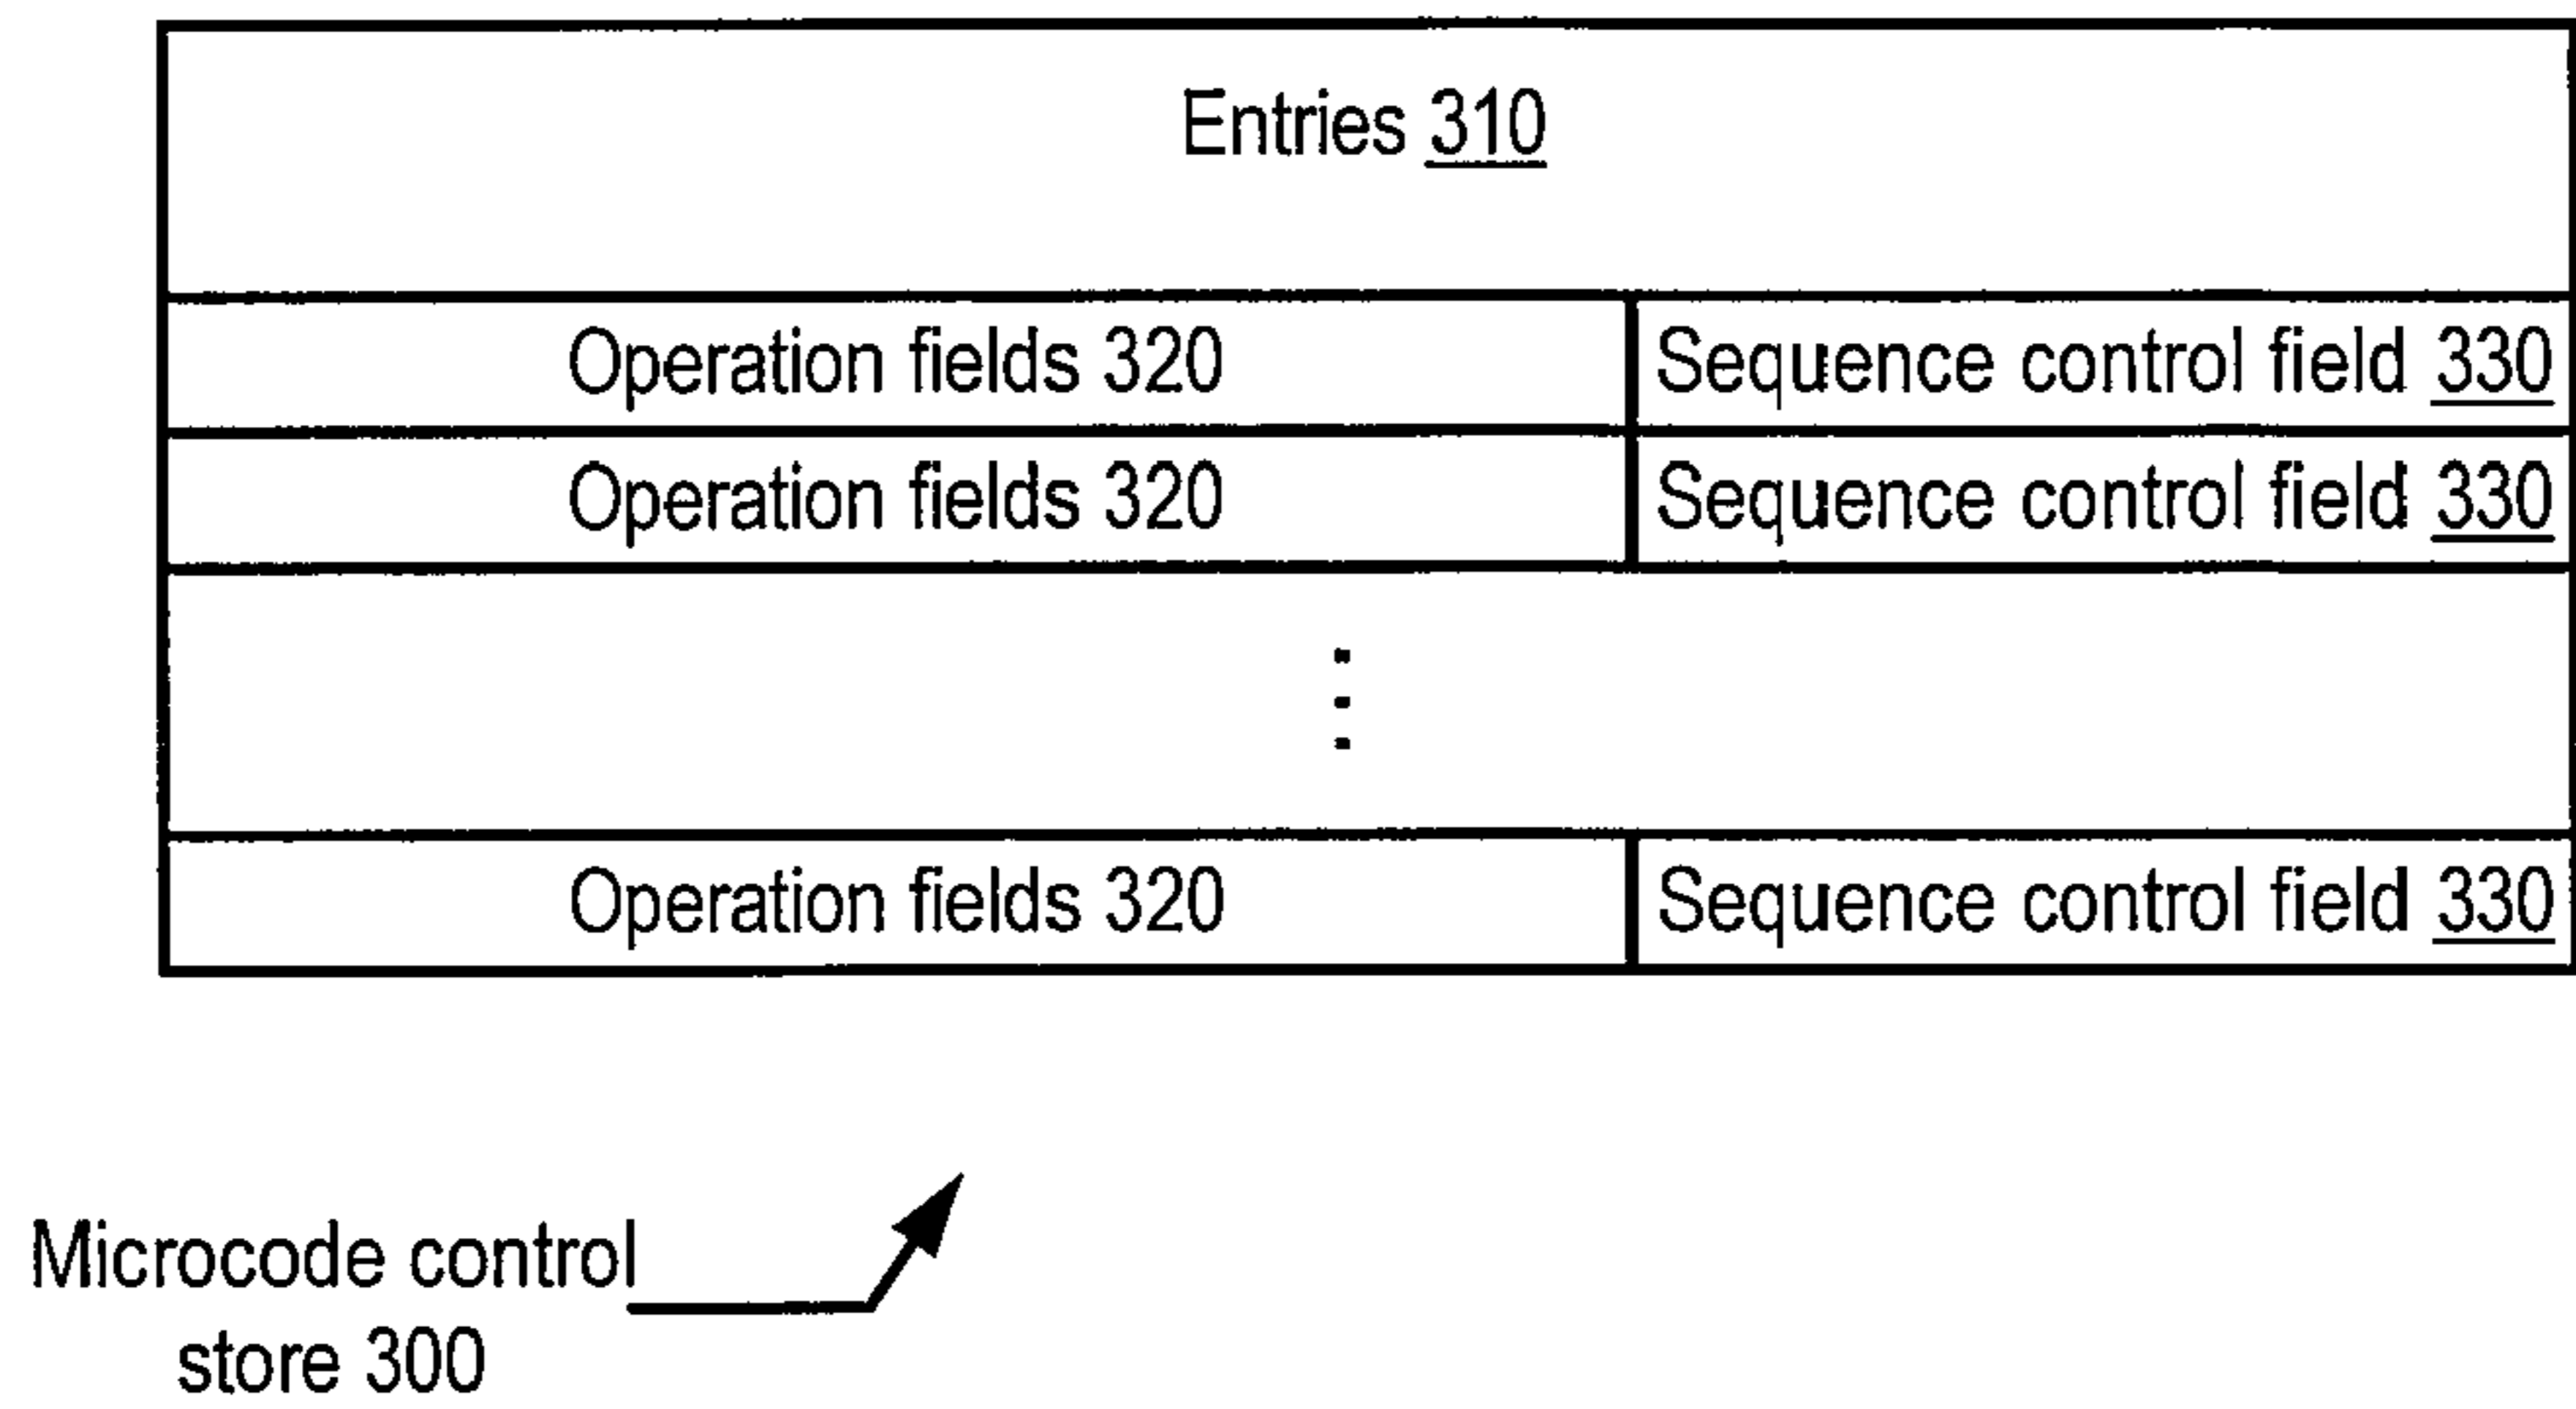 Entries 310
Operation fields 320 Sequence control field 330
Operation fields 320 Sequence control field 330
Operation fields 320 Sequence control field 330
Microcode control
store 300